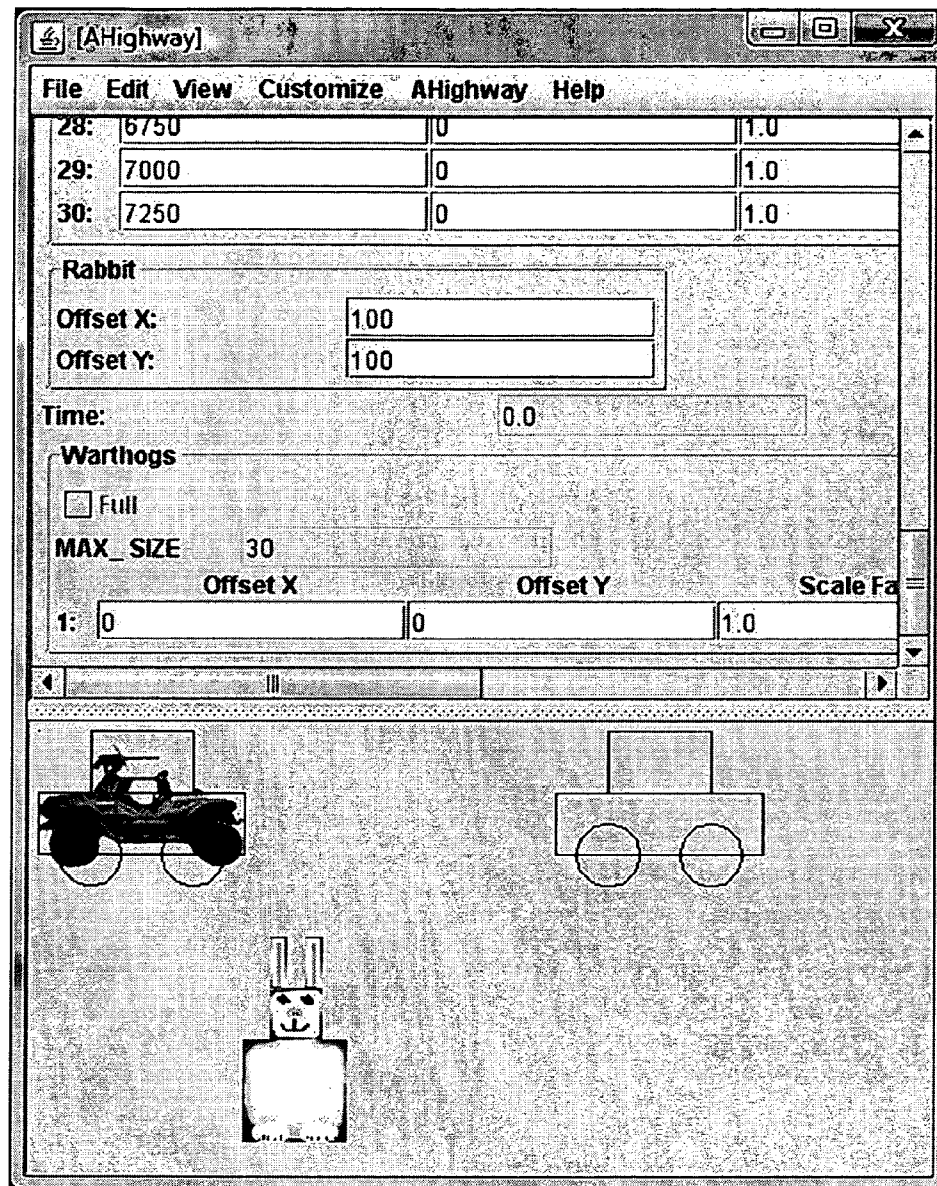 [AHighway]
File Edit View Customize AHighway Help
28: 6750 0 1.0
29: 7000 0 1.0
30: 7250 0 1.0
Rabbit
Offset X: 100
Offset Y: 100
Time: 0.0
Warthogs
Full
MAX_ SIZE 30
Offset X Offset Y Scale Fa
1: 0 0 1.0